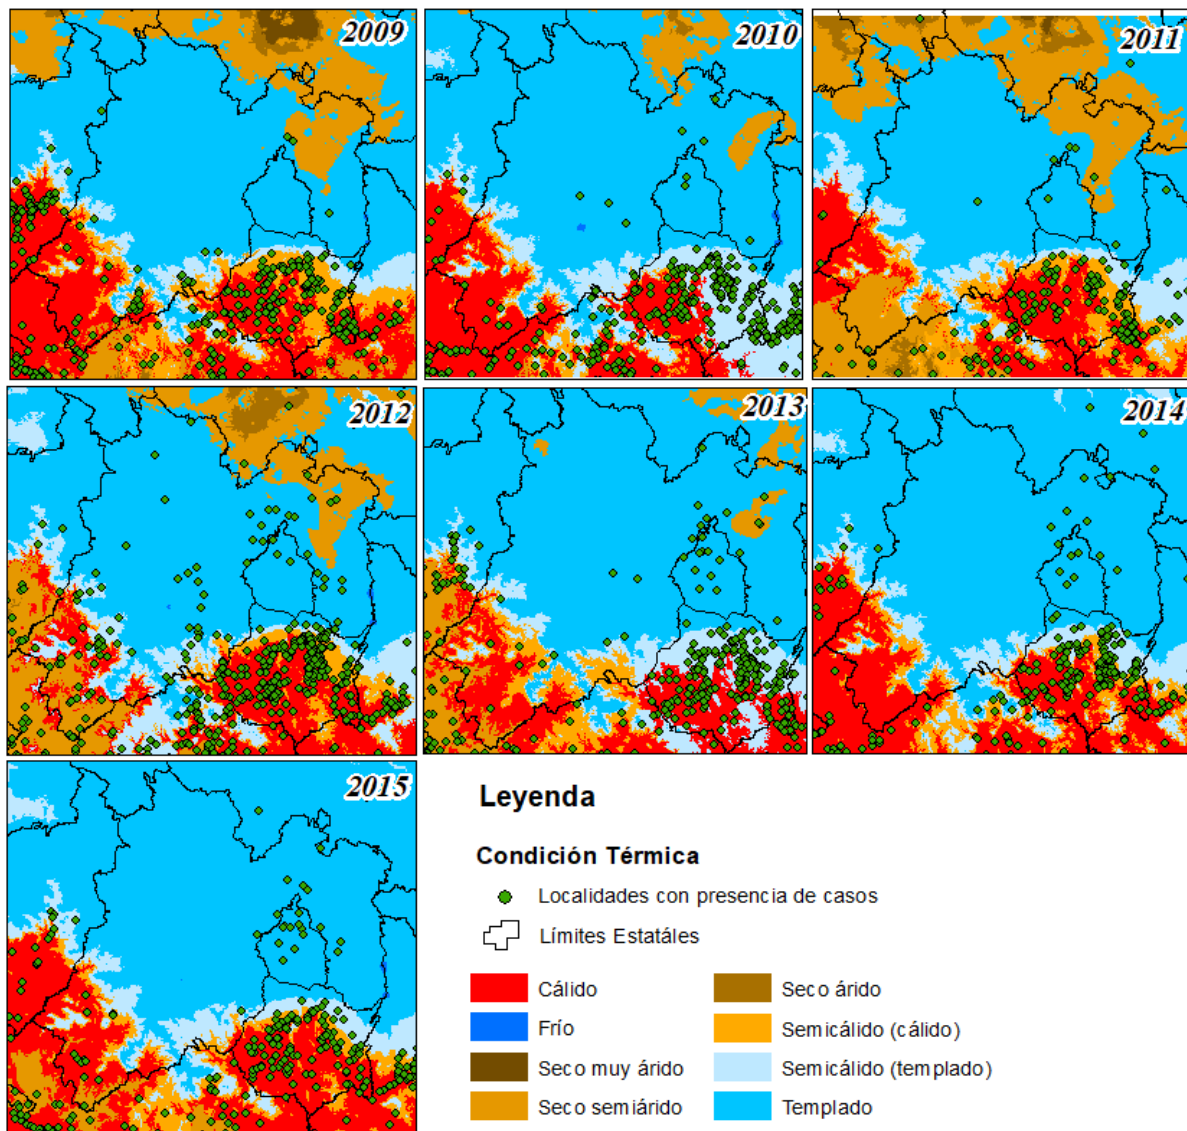 2009
2010
2011
2012
2013
2014
2015
Leyenda
Condición Térmica
Localidades con presencia de casos
Límites Estatáles
Cálido
Frío
Seco muy árido
Seco semiárido
Seco árido
Semicálido (cálido)
Semicálido (templado)
Templado